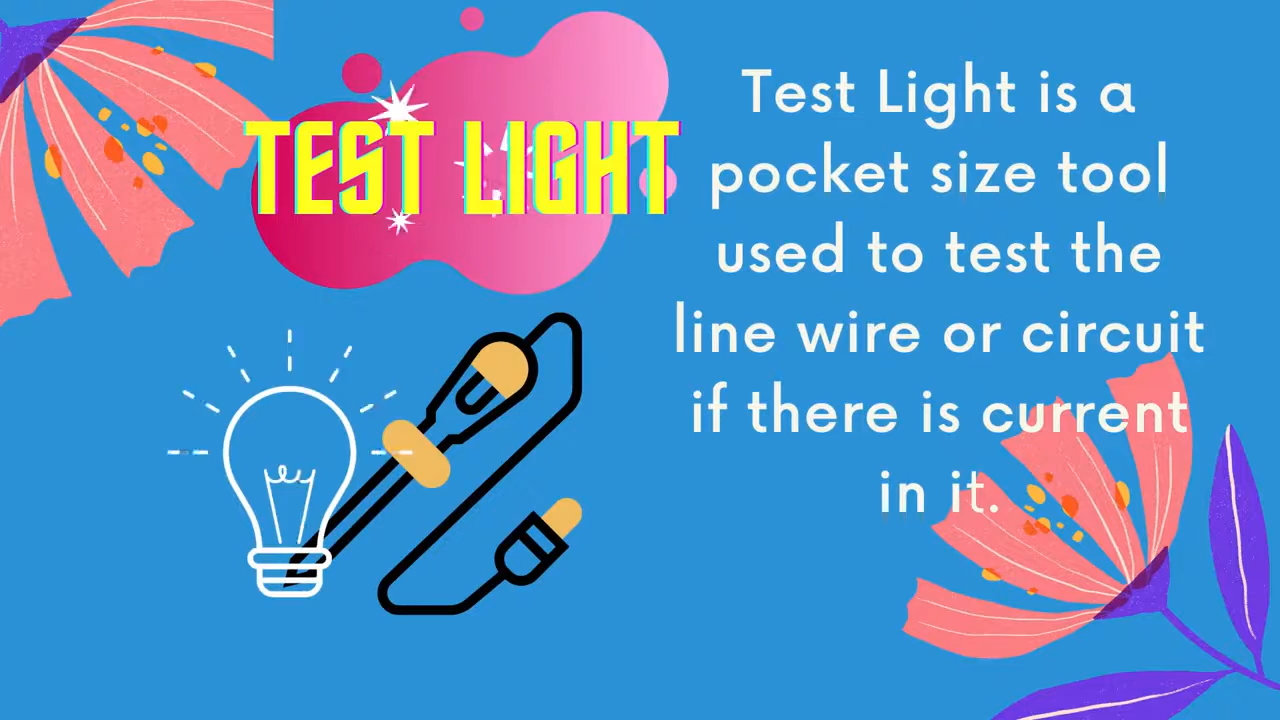 TEST LIGHT
Test Light is a
pocket size tool
used to test the
line wire or circuit
if there is current
in it.